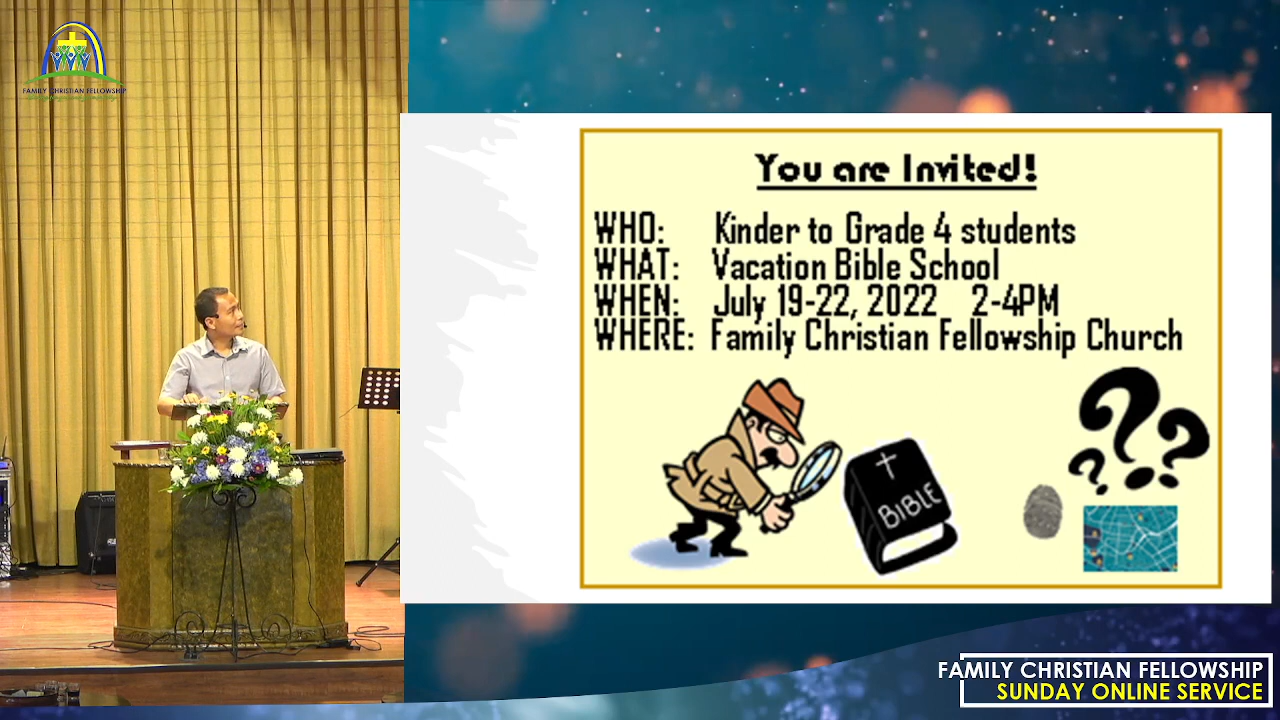 FAMILY CHRISTIAN FELLOWSHIP
You are Invited!
WHO: Kinder to Grade 4 students
WHAT: Vacation Bible School
WHEN: July 19-22, 2022 2-4PM
WHERE: Family Christian Fellowship Church
BIBLE
FAMILY CHRISTIAN FELLOWSHIP
SUNDAY ONLINE SERVICE